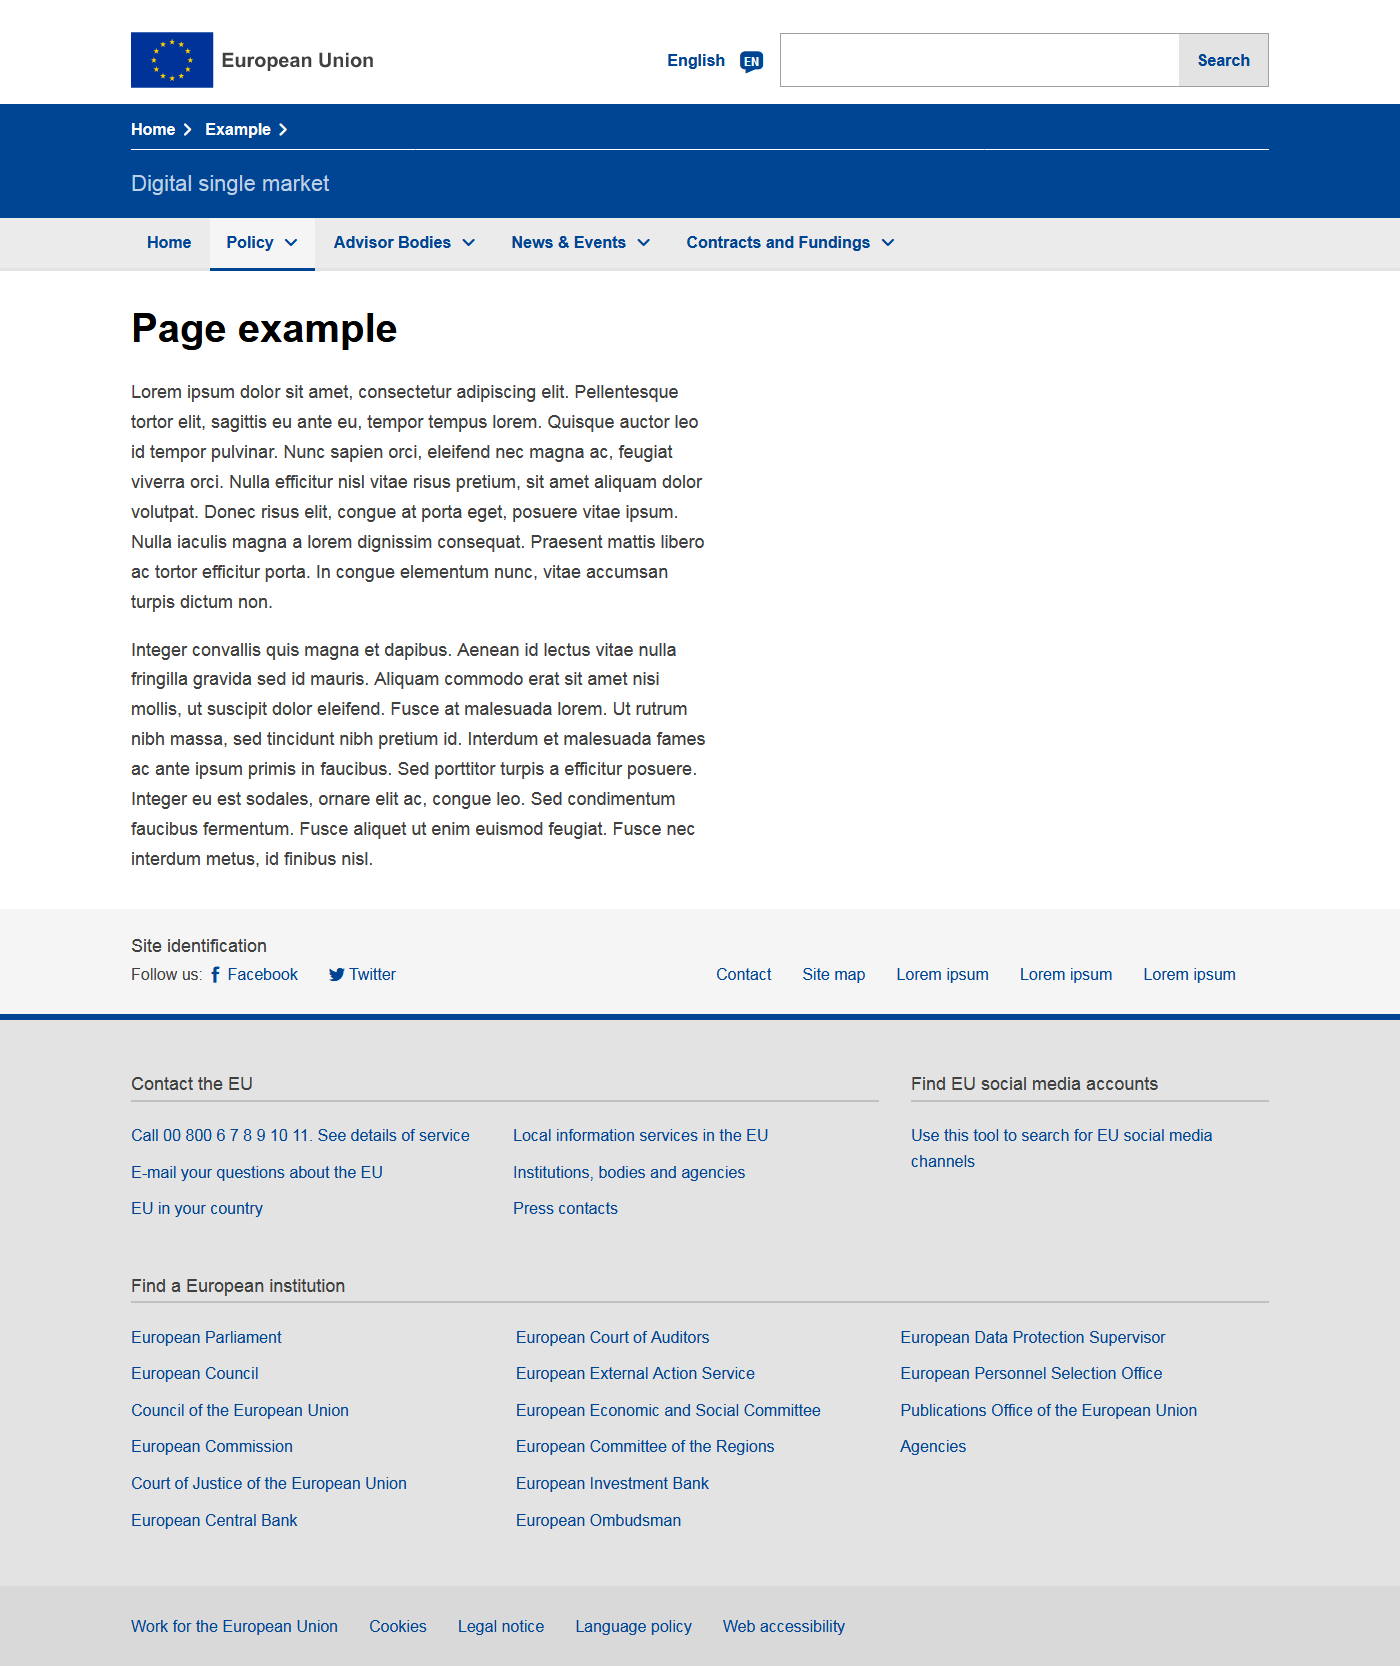 European Union
English EN Search
Home Example
Digital single market
Home Policy Advisor Bodies News & Events Contracts and Fundings
Page example
Lorem ipsum dolor sit amet, consectetur adipiscing elit. Pellentesque
tortor elit, sagittis eu ante eu, tempor tempus lorem. Quisque auctor leo
id tempor pulvinar. Nunc sapien orci, eleifend nec magna ac, feugiat
viverra orci. Nulla efficitur nisl vitae risus pretium, sit amet aliquam dolor
volutpat. Donec risus elit, congue at porta eget, posuere vitae ipsum.
Nulla iaculis magna a lorem dignissim consequat. Praesent mattis libero
ac tortor efficitur porta. In congue elementum nunc, vitae accumsan
turpis dictum non.
Integer convallis quis magna et dapibus. Aenean id lectus vitae nulla
fringilla gravida sed id mauris. Aliquam commodo erat sit amet nisi
mollis, ut suscipit dolor eleifend. Fusce at malesuada lorem. Ut rutrum
nibh massa, sed tincidunt nibh pretium id. Interdum et malesuada fames
ac ante ipsum primis in faucibus. Sed porttitor turpis a efficitur posuere.
Integer eu est sodales, ornare elit ac, congue leo. Sed condimentum
faucibus fermentum. Fusce aliquet ut enim euismod feugiat. Fusce nec
interdum metus, id finibus nisl.
Site identification
Follow us: Facebook Twitter
Contact Site map Lorem ipsum Lorem ipsum Lorem ipsum
Contact the EU
Call 00 800 6 7 8 9 10 11. See details of service
E-mail your questions about the EU
EU in your country
Local information services in the EU
Institutions, bodies and agencies
Press contacts
Find EU social media accounts
Use this tool to search for EU social media
channels
Find a European institution
European Parliament
European Council
Council of the European Union
European Commission
Court of Justice of the European Union
European Central Bank
European Court of Auditors
European External Action Service
European Economic and Social Committee
European Committee of the Regions
European Investment Bank
European Ombudsman
European Data Protection Supervisor
European Personnel Selection Office
Publications Office of the European Union
Agencies
Work for the European Union Cookies Legal notice Language policy Web accessibility